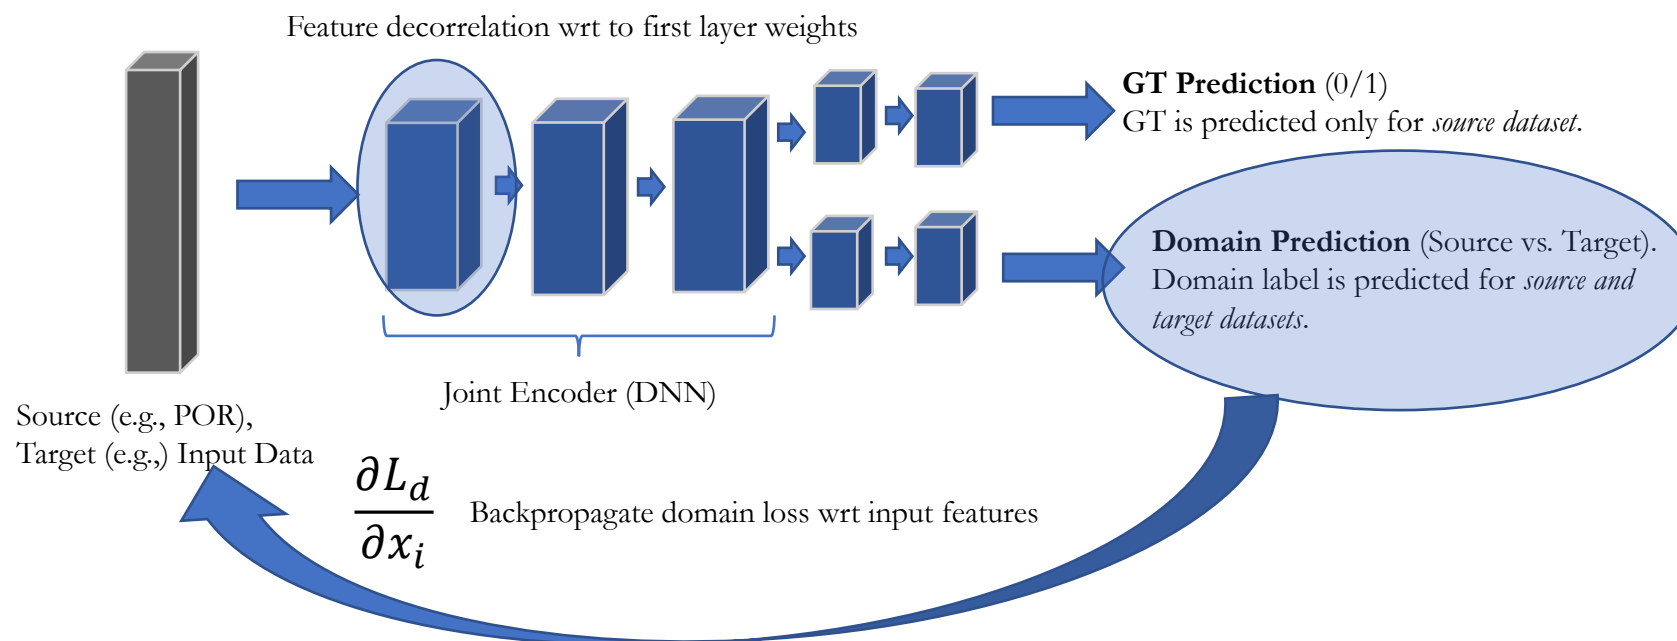 Feature decorrelation wrt to first layer weights
GT Prediction (0/1)
GT is predicted only for source dataset.
Domain Prediction (Source vs. Target).
Domain label is predicted for source and
target datasets.
Joint Encoder (DNN)
Source (e.g., POR),
Target (e.g.,) Input Data
∂L_d
∂x_i
Backpropagate domain loss wrt input features